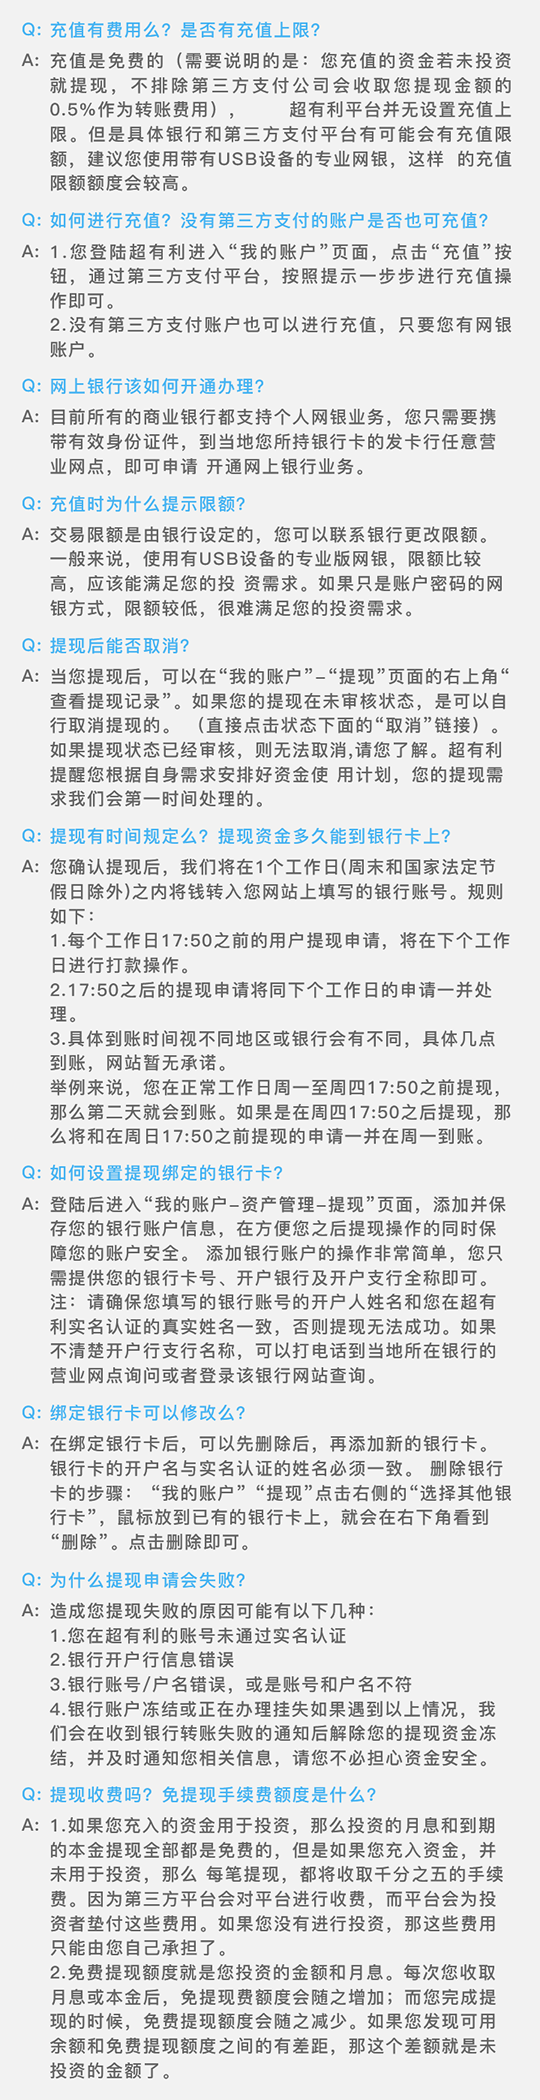 Q: 充值有费用么？是否有充值上限？
A: 充值是免费的（需要说明的是：您充值的资金若未投资
就提现，不排除第三方支付公司会收取您提现金额的
0.5%作为转账费用）， 超有利平台并无设置充值上
限。但是具体银行和第三方支付平台有可能会有充值限
额，建议您使用带有USB设备的专业网银，这样 的充值
限额额度会较高。
Q: 如何进行充值？没有第三方支付的账户是否也可充值？
A: 1.您登陆超有利进入“我的账户”页面，点击“充值”按
钮，通过第三方支付平台，按照提示一步步进行充值操
作即可。
2.没有第三方支付账户也可以进行充值，只要您有网银
账户。
Q: 网上银行该如何开通办理？
A: 目前所有的商业银行都支持个人网银业务，您只需要携
带有效身份证件，到当地您所持银行卡的发卡行任意营
业网点，即可申请 开通网上银行业务。
Q: 充值时为什么提示限额？
A: 交易限额是由银行设定的，您可以联系银行更改限额。
一般来说，使用有USB设备的专业版网银，限额比较
高，应该能满足您的投 资需求。如果只是账户密码的网
银方式，限额较低，很难满足您的投资需求。
Q: 提现后能否取消？
A: 当您提现后，可以在“我的账户”–“提现”页面的右上角“
查看提现记录”。如果您的提现在未审核状态，是可以自
行取消提现的。 （直接点击状态下面的“取消”链接）。
如果提现状态已经审核，则无法取消,请您了解。超有利
提醒您根据自身需求安排好资金使 用计划，您的提现需
求我们会第一时间处理的。
Q: 提现有时间规定么？提现资金多久能到银行卡上？
A: 您确认提现后，我们将在1个工作日(周末和国家法定节
假日除外)之内将钱转入您网站上填写的银行账号。规则
如下：
1.每个工作日17:50之前的用户提现申请，将在下个工作
日进行打款操作。
2.17:50之后的提现申请将同下个工作日的申请一并处
理。
3.具体到账时间视不同地区或银行会有不同，具体几点
到账，网站暂无承诺。
举例来说，您在正常工作日周一至周四17:50之前提现，
那么第二天就会到账。如果是在周四17:50之后提现，那
么将和在周日17:50之前提现的申请一并在周一到账。
Q: 如何设置提现绑定的银行卡？
A: 登陆后进入“我的账户–资产管理–提现”页面，添加并保
存您的银行账户信息，在方便您之后提现操作的同时保
障您的账户安全。 添加银行账户的操作非常简单，您只
需提供您的银行卡号、开户银行及开户支行全称即可。
注：请确保您填写的银行账号的开户人姓名和您在超有
利实名认证的真实姓名一致，否则提现无法成功。如果
不清楚开户行支行名称，可以打电话到当地所在银行的
营业网点询问或者登录该银行网站查询。
Q: 绑定银行卡可以修改么？
A: 在绑定银行卡后，可以先删除后，再添加新的银行卡。
银行卡的开户名与实名认证的姓名必须一致。 删除银行
卡的步骤： “我的账户”“提现”点击右侧的“选择其他银
行卡”，鼠标放到已有的银行卡上，就会在右下角看到
“删除”。点击删除即可。
Q: 为什么提现申请会失败？
A: 造成您提现失败的原因可能有以下几种：
1.您在超有利的账号未通过实名认证
2.银行开户行信息错误
3.银行账号/户名错误，或是账号和户名不符
4.银行账户冻结或正在办理挂失如果遇到以上情况，我
们会在收到银行转账失败的通知后解除您的提现资金冻
结，并及时通知您相关信息，请您不必担心资金安全。
Q: 提现收费吗？免提现手续费额度是什么？
A: 1.如果您充入的资金用于投资，那么投资的月息和到期
的本金提现全部都是免费的，但是如果您充入资金，并
未用于投资，那么 每笔提现，都将收取千分之五的手续
费。因为第三方平台会对平台进行收费，而平台会为投
资者垫付这些费用。如果您没有进行投资，那这些费用
只能由您自己承担了。
2.免费提现额度就是您投资的金额和月息。每次您收取
月息或本金后，免提现费额度会随之增加；而您完成提
现的时候，免费提现额度会随之减少。如果您发现可用
余额和免费提现额度之间的有差距，那这个差额就是未
投资的金额了。